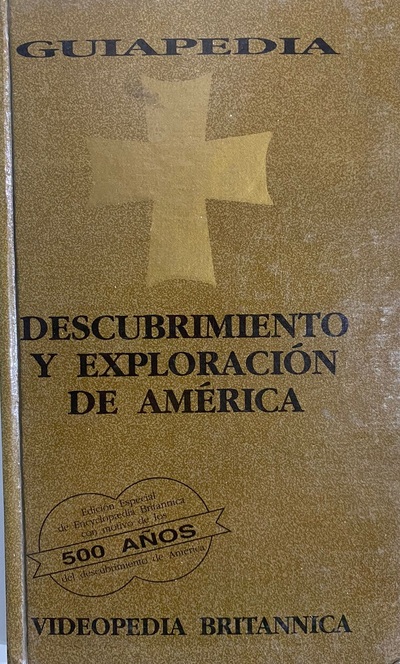 GUIAPEDIA
DESCUBRIMIENTO
Y EXPLORACIÓN
DE AMÉRICA
Edición Especial
de Encyclopædia Britannica
con motivo de los
500 AÑOS
del descubrimiento de América
VIDEOPEDIA BRITANNICA